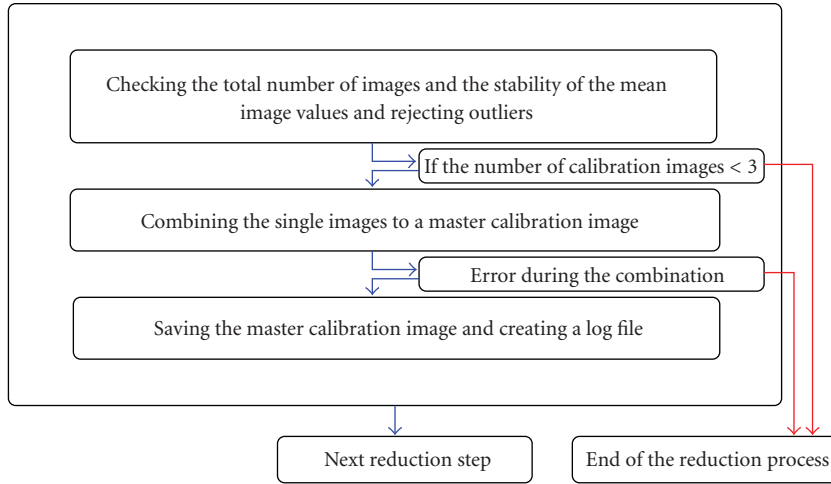 Checking the total number of images and the stability of the mean
image values and rejecting outliers
If the number of calibration images < 3
Combining the single images to a master calibration image
Error during the combination
Saving the master calibration image and creating a log file
Next reduction step
End of the reduction process